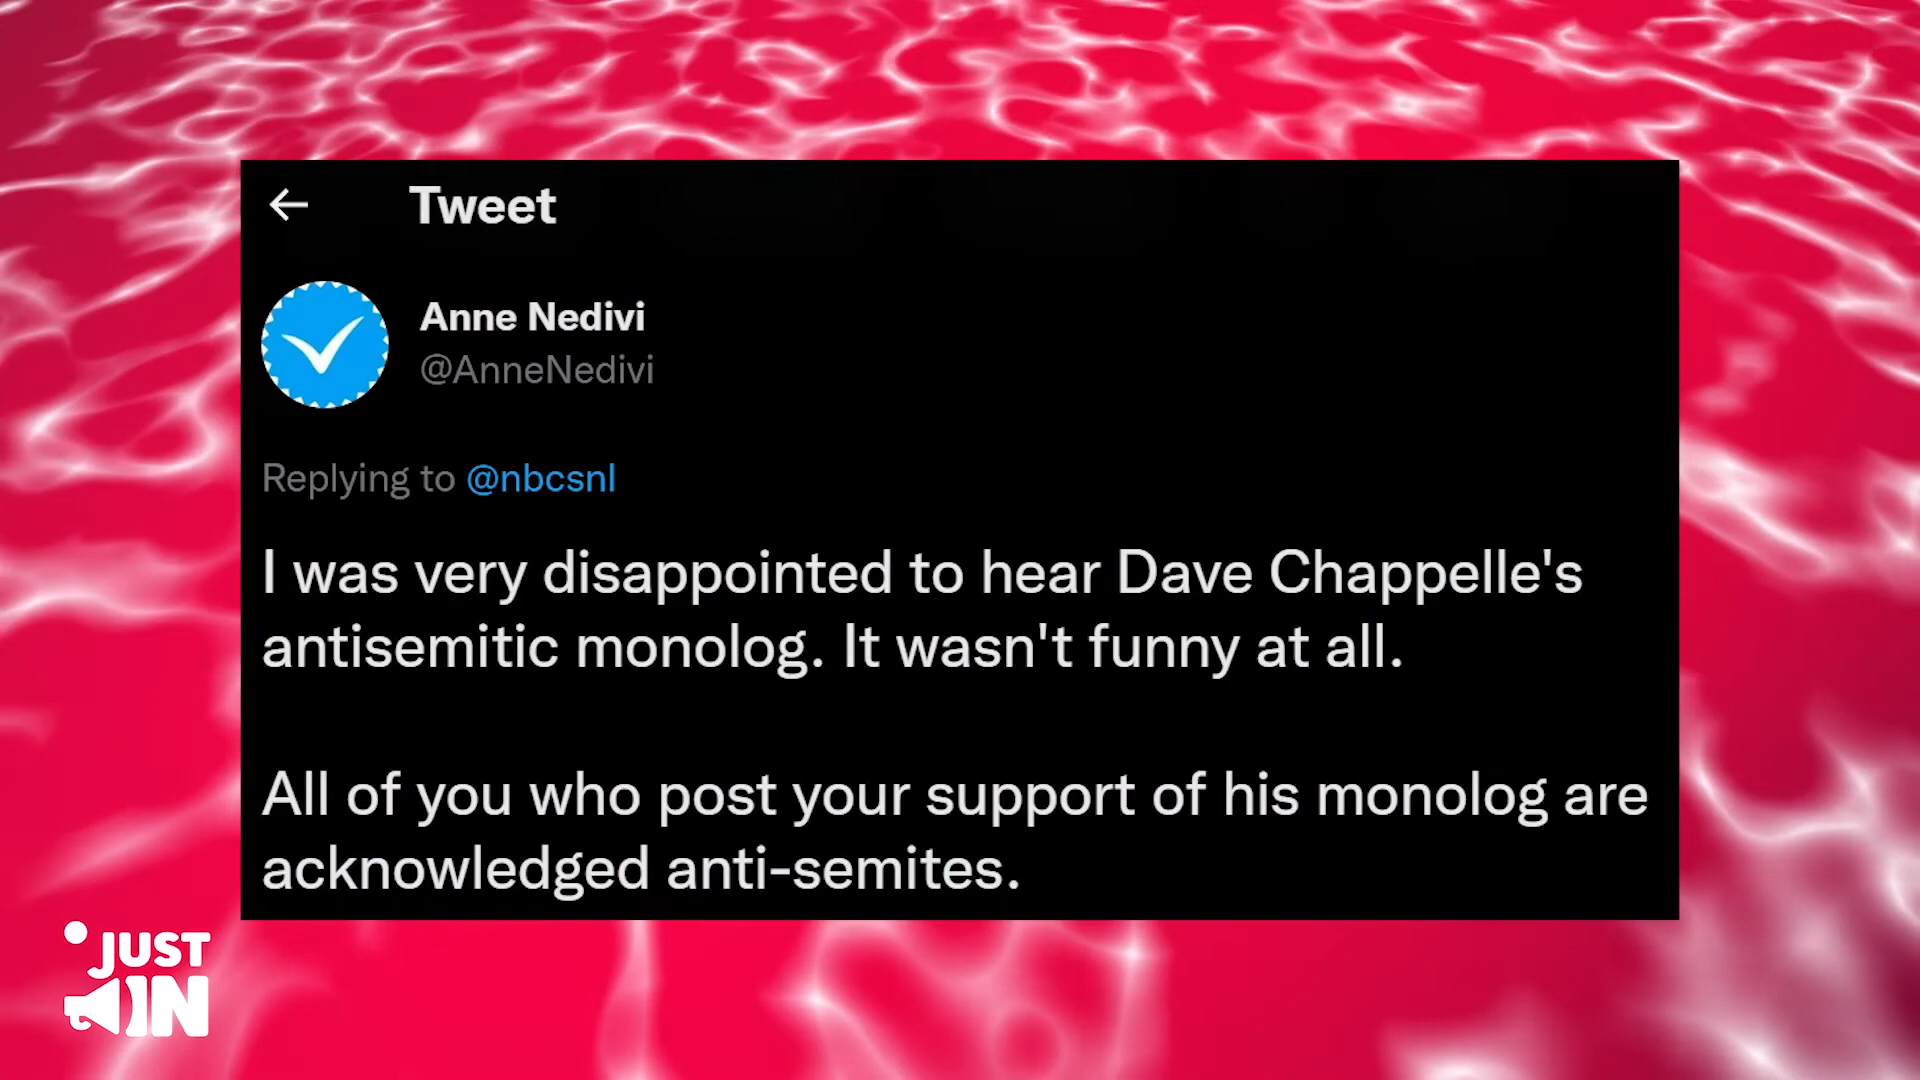 Tweet
Anne Nedivi
@AnneNedivi
Replying to @nbcsnl
I was very disappointed to hear Dave Chappelle's
antisemitic monolog. It wasn't funny at all.
All of you who post your support of his monolog are
acknowledged anti-semites.
JUST
IN